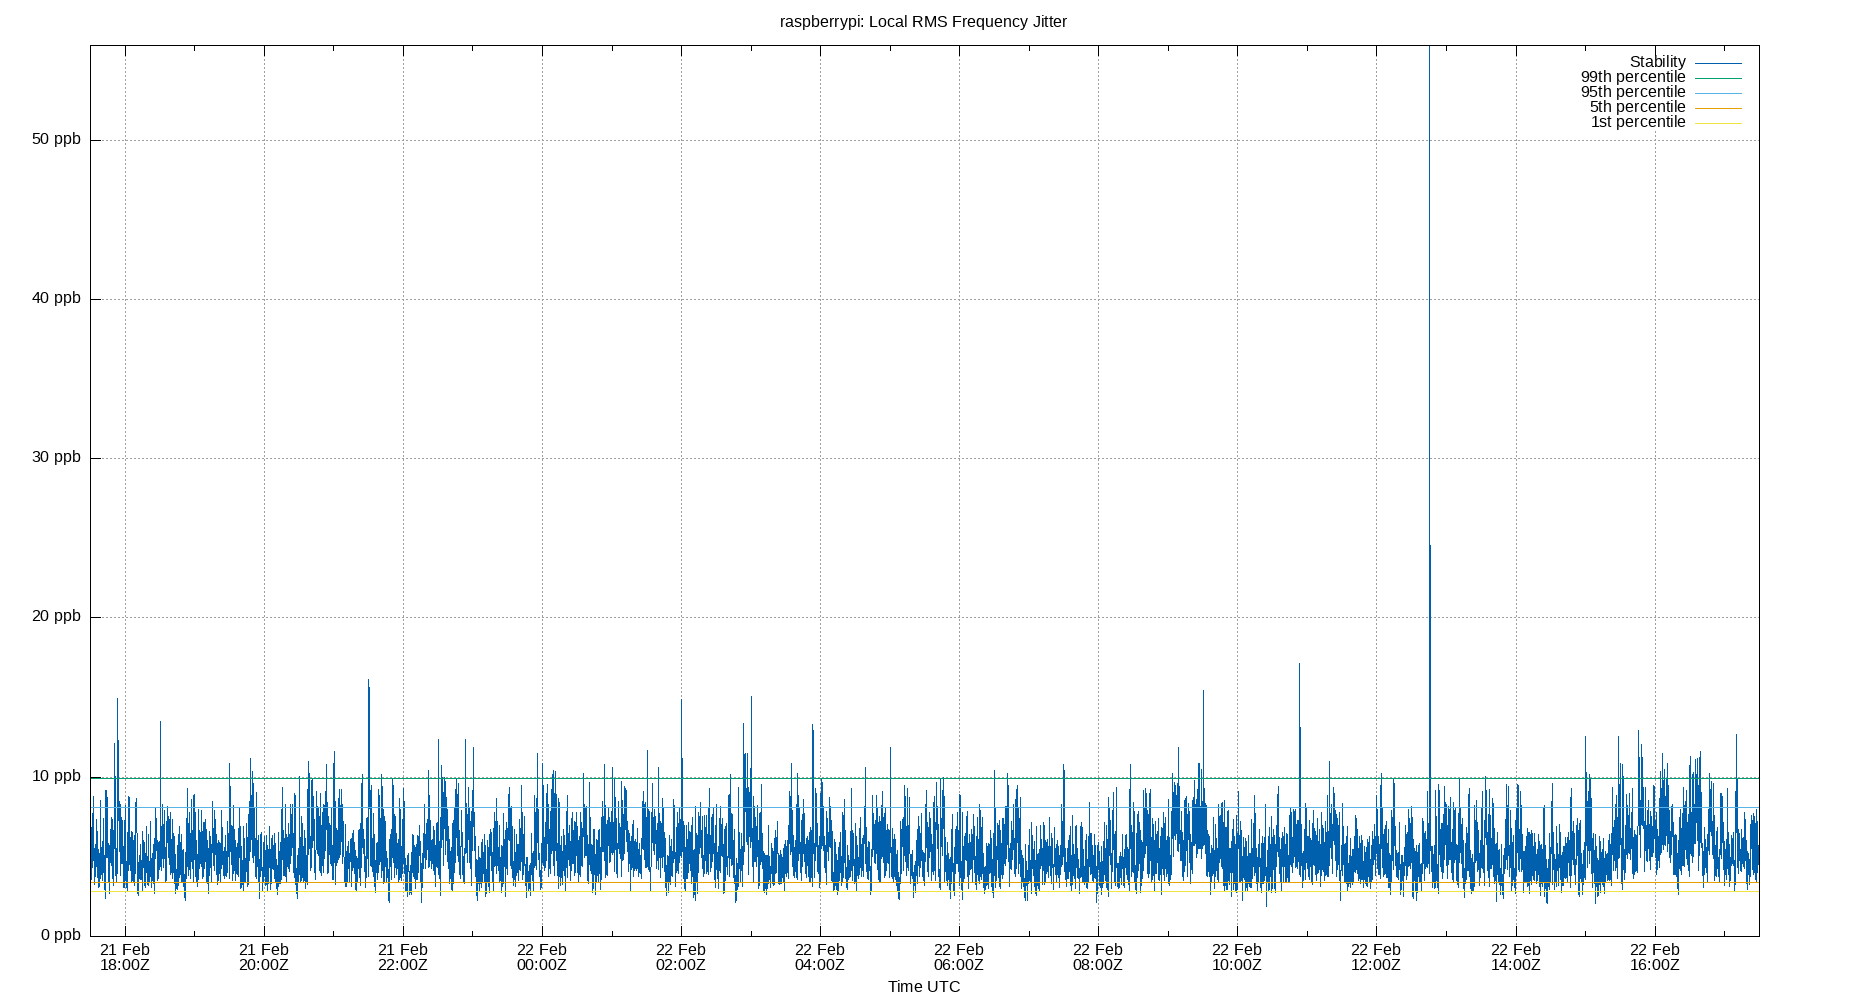 raspberrypi: Local RMS Frequency Jitter
Stability
99th percentile
95th percentile
5th percentile
1st percentile
50 ppb
40 ppb
30 ppb
20 ppb
10 ppb
0 ppb
21 Feb 21 Feb 21 Feb 22 Feb 22 Feb 22 Feb 22 Feb 22 Feb 22 Feb 22 Feb 22 Feb 22 Feb
18:00Z 20:00Z 22:00Z 00:00Z 02:00Z 04:00Z 06:00Z 08:00Z 10:00Z 12:00Z 14:00Z 16:00Z
Time UTC